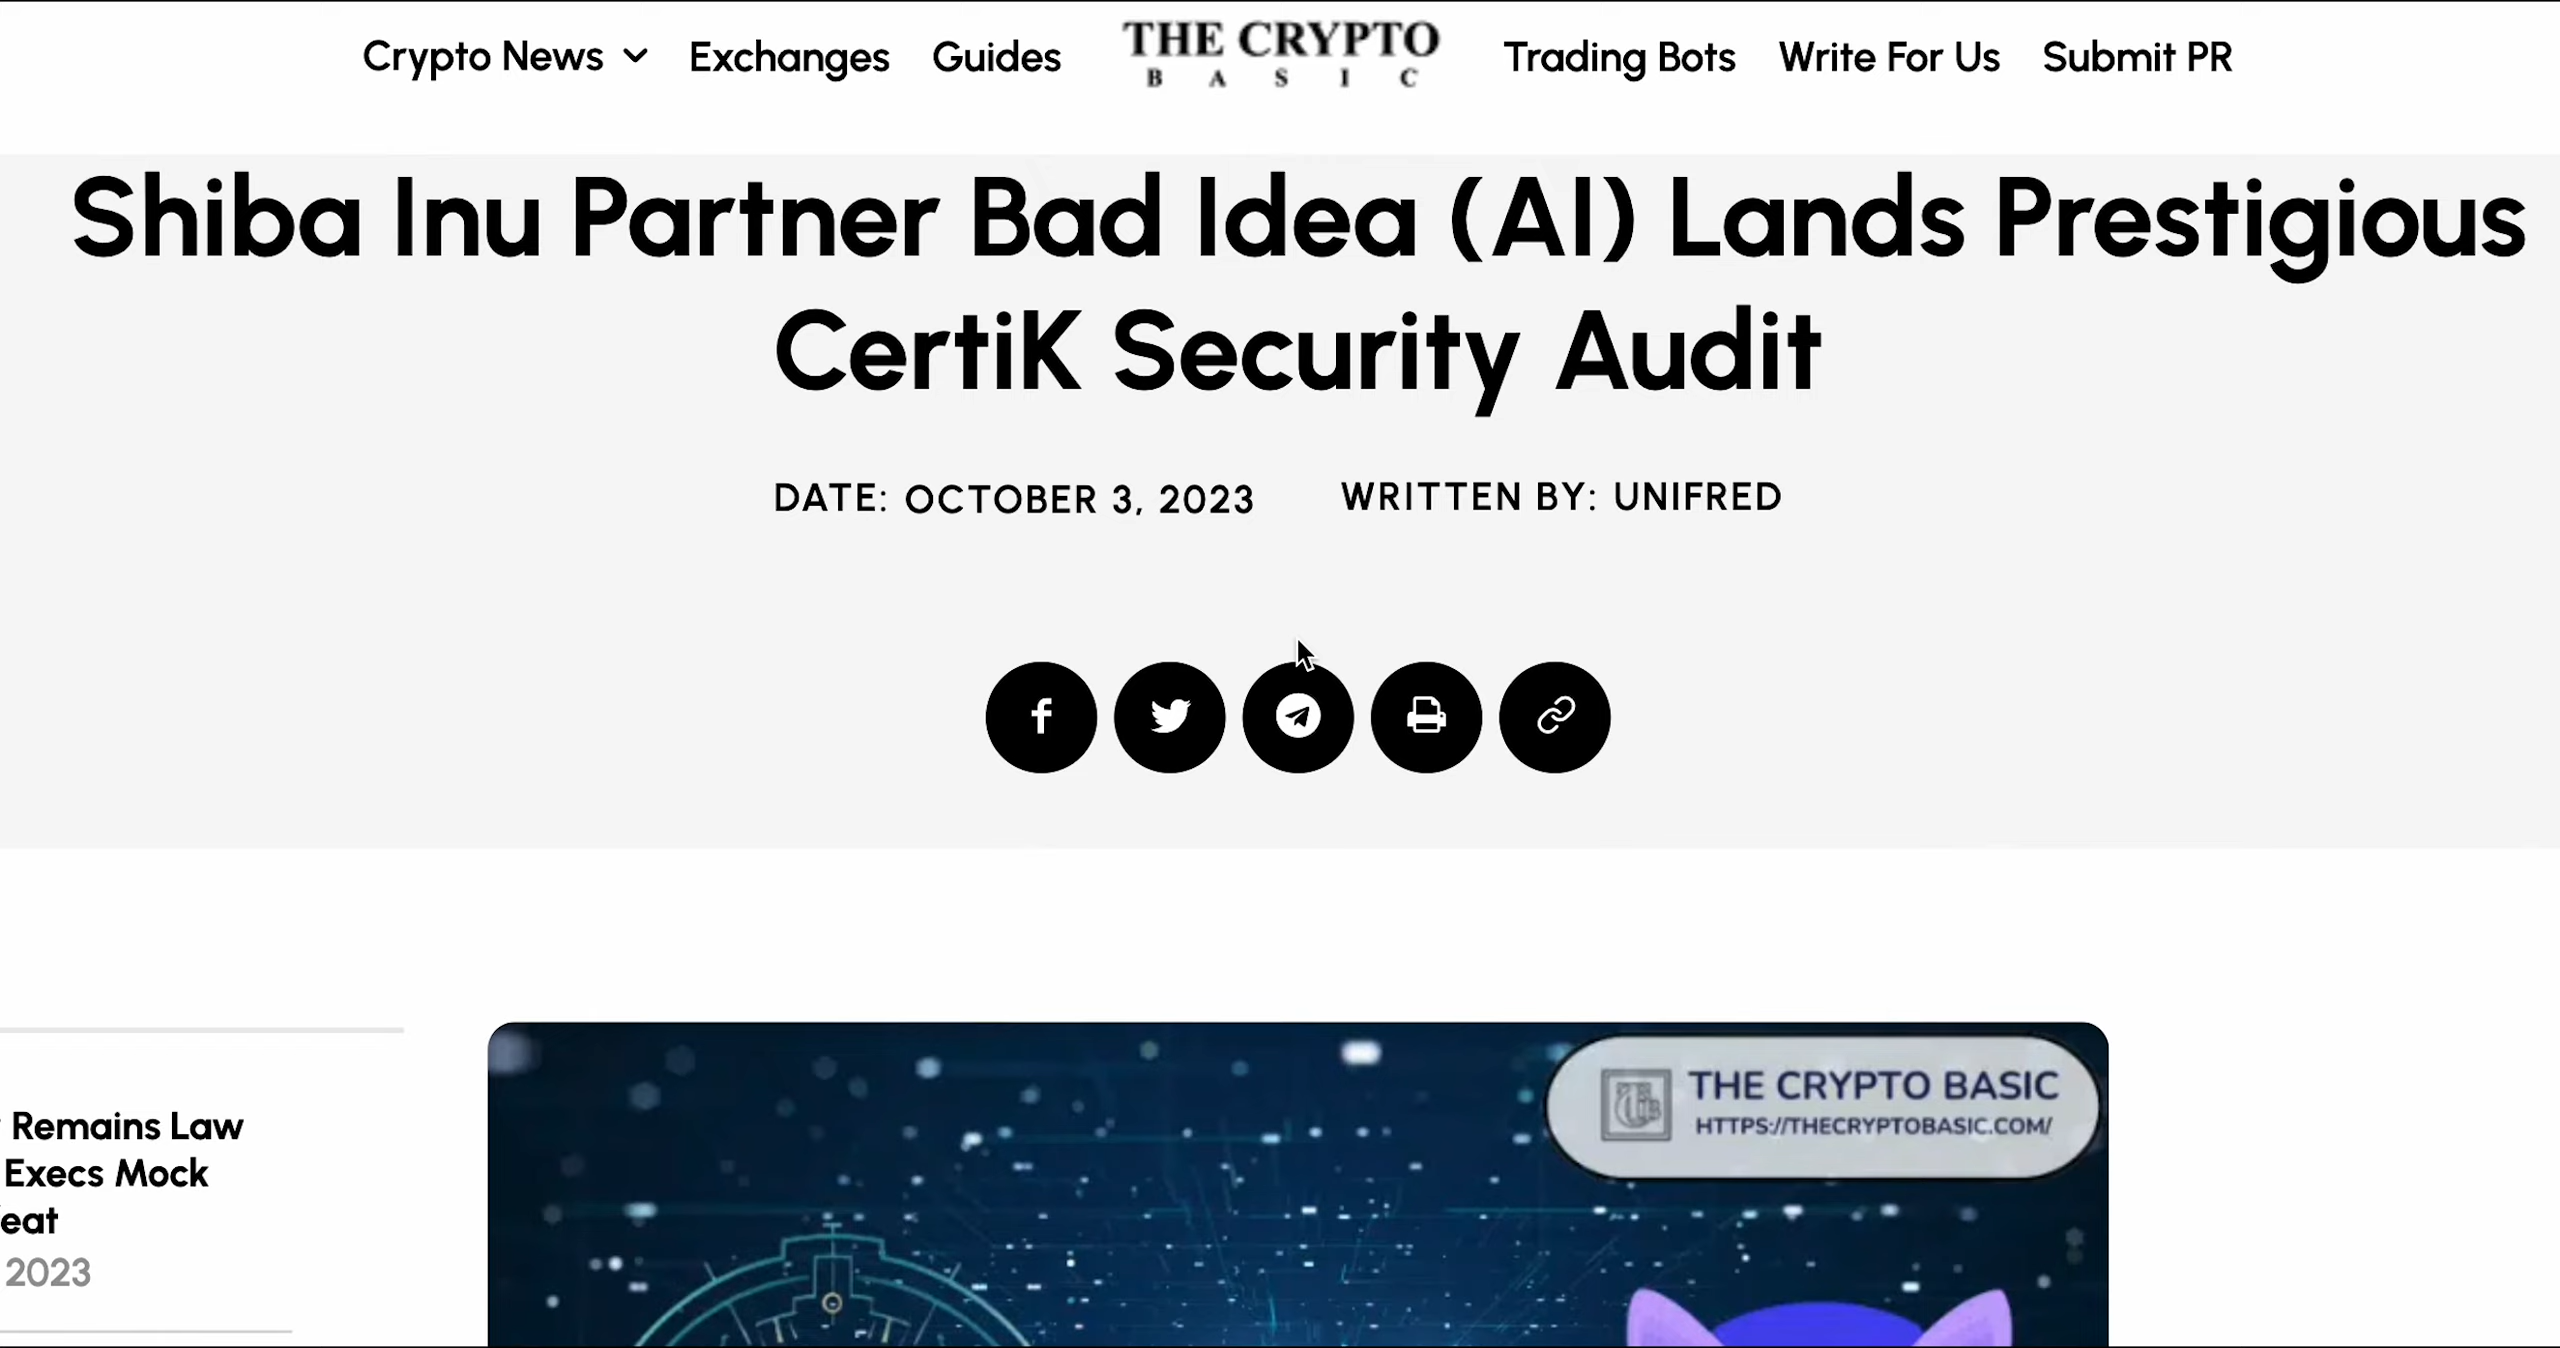 Crypto News
Exchanges
Guides
THE CRYPTO
BASIC
Trading Bots
Write For Us
Submit PR
Shiba Inu Partner Bad Idea (AI) Lands Prestigious
CertiK Security Audit
DATE: OCTOBER 3, 2023
WRITTEN BY: UNIFRED
THE CRYPTO BASIC
HTTPS://THECRYPTOBASIC.COM/
Remains Law
Execs Mock
eat
2023